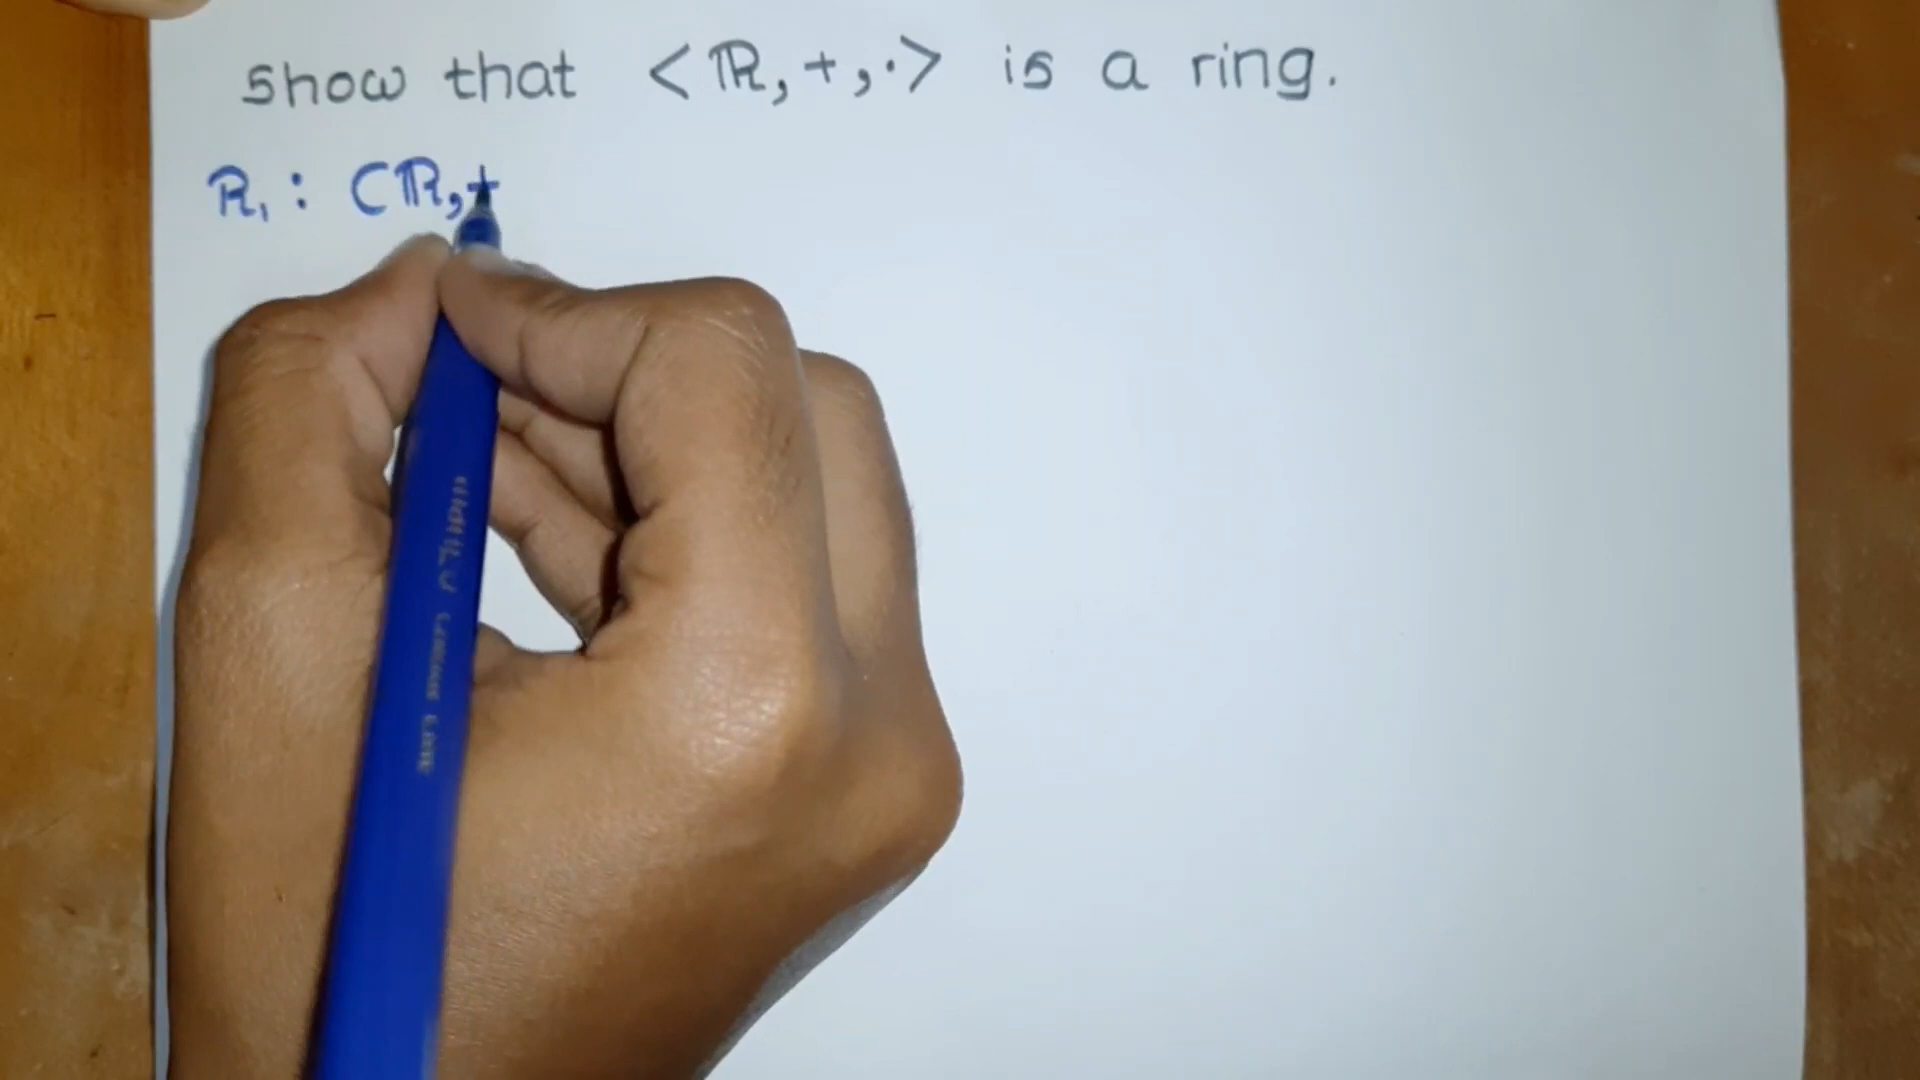 Show that <ℝ, +, ·> is a ring.
R₁ : (ℝ, +